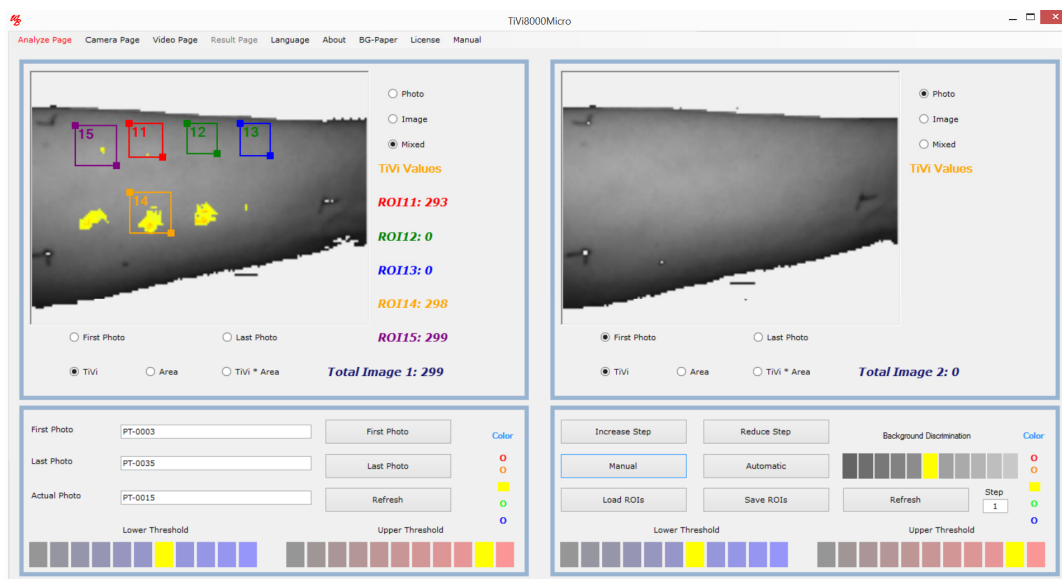 TiVi8000Micro
Analyze Page Camera Page Video Page Result Page Language About BG-Paper License Manual
15 11 12 13
14
Photo
Image
Mixed
TiVi Values
ROI11: 293
ROI12: 0
ROI13: 0
ROI14: 298
ROI15: 299
First Photo Last Photo
TiVi Area TiVi * Area Total Image 1: 299
Photo
Image
Mixed
TiVi Values
First Photo Last Photo
TiVi Area TiVi * Area Total Image 2: 0
First Photo PT-0003 First Photo Color
Last Photo PT-0035 Last Photo
Actual Photo PT-0015 Refresh
Lower Threshold Upper Threshold
Increase Step Reduce Step Background Discrimination Color
Manual Automatic
Load ROIs Save ROIs Refresh Step
1
Lower Threshold Upper Threshold